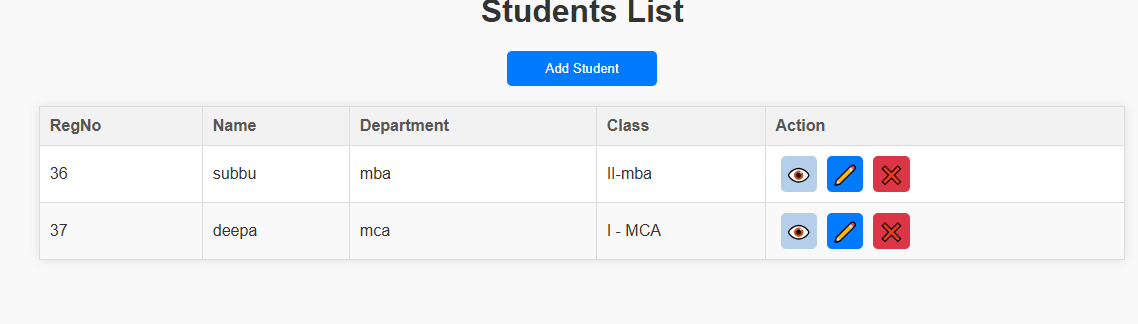 Students List
Add Student
RegNo Name Department Class Action
36 subbu mba II-mba
37 deepa mca I - MCA